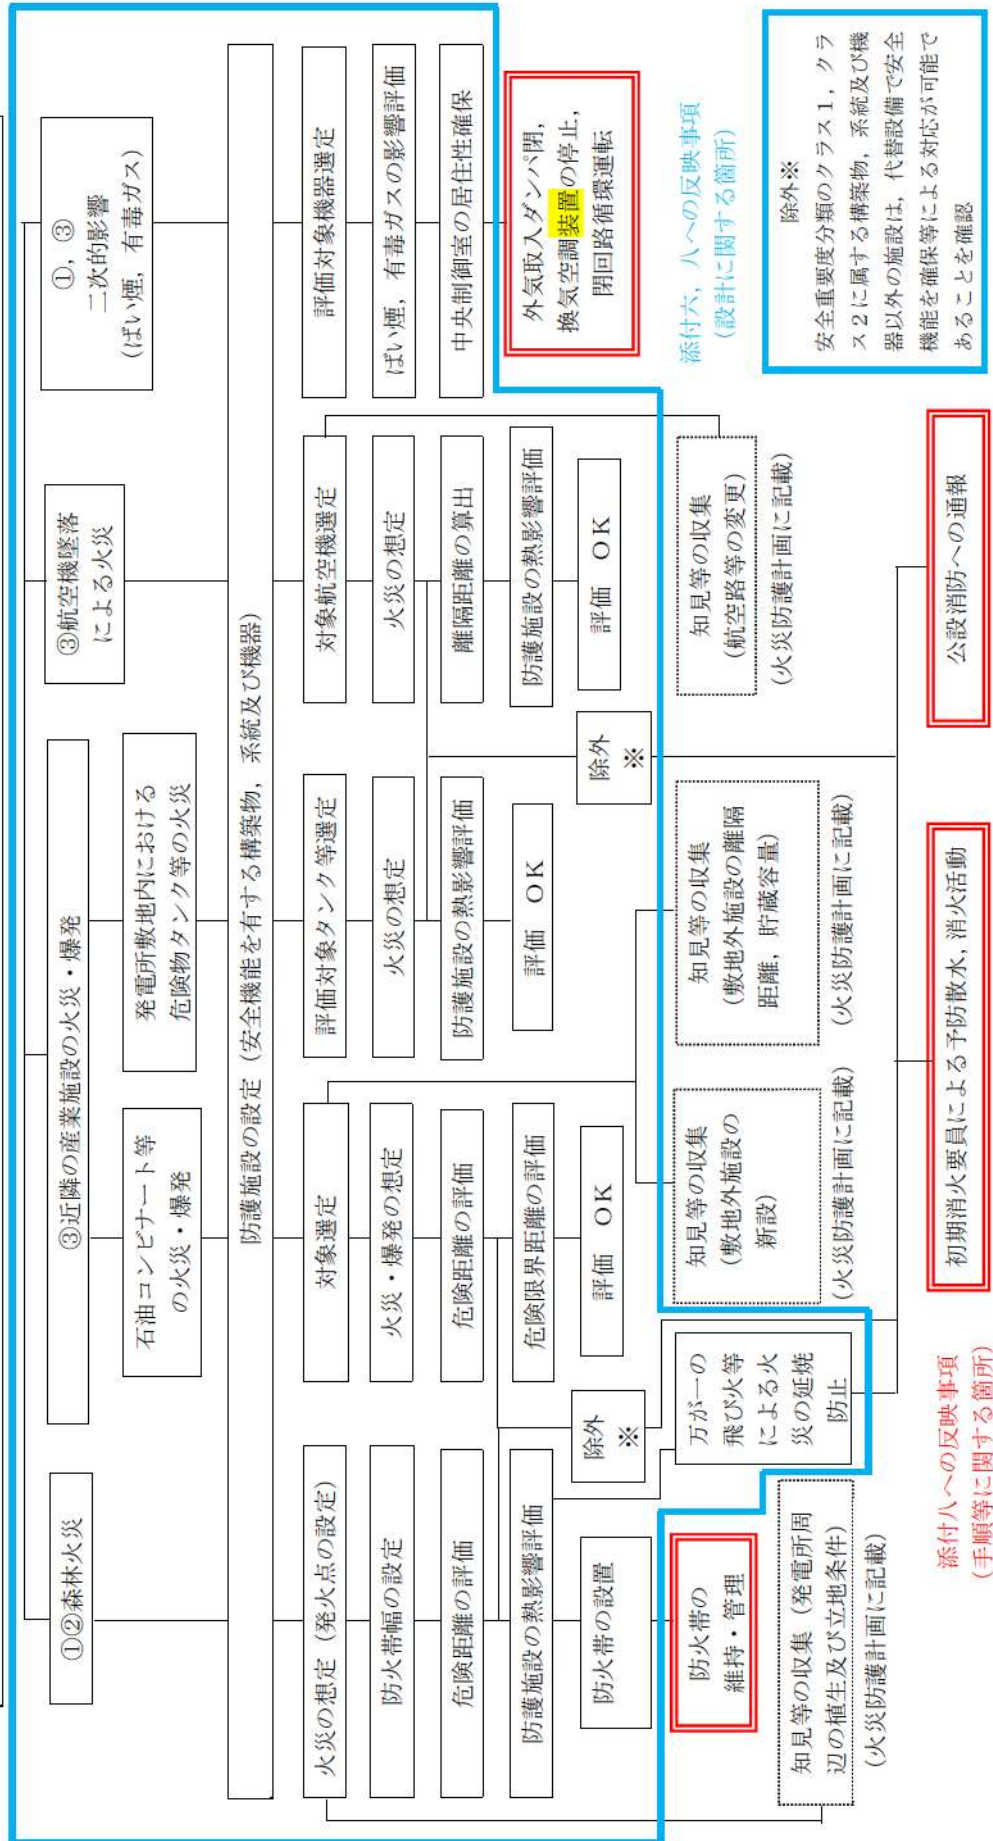 ①②森林火災
③近隣の産業施設の火災・爆発
石油コンビナート等
の火災・爆発
発電所敷地内における
危険物タンク等の火災
③航空機墜落
による火災
①，③
二次的影響
(ばい煙，有毒ガス)
防護施設の設定（安全機能を有する構築物，系統及び機器）
火災の想定（発火点の設定）
防火帯幅の設定
危険距離の評価
防護施設の熱影響評価
防火帯の設置
防火帯の
維持・管理
知見等の収集（発電所周
辺の植生及び立地条件）
(火災防護計画に記載)
対象選定
火災・爆発の想定
危険距離の評価
危険限界距離の評価
評価　OK
除外
※
万が一の
飛び火等
による火
災の延焼
防止
知見等の収集
(敷地外施設の
新設)
(火災防護計画に記載)
評価対象タンク等選定
火災の想定
防護施設の熱影響評価
評価　OK
知見等の収集
(敷地外施設の離隔
距離，貯蔵容量)
(火災防護計画に記載)
除外
※
対象航空機選定
火災の想定
離隔距離の算出
防護施設の熱影響評価
評価　OK
知見等の収集
(航空路等の変更)
(火災防護計画に記載)
評価対象機器選定
ばい煙，有毒ガスの影響評価
中央制御室の居住性確保
外気取入ダンパ閉，
換気空調装置の停止，
閉回路循環運転
添付六，八への反映事項
(設計に関する箇所)
除外※
安全重要度分類のクラス１，クラ
ス２に属する構築物，系統及び機
器以外の施設は，代替設備で安全
機能を確保等による対応が可能で
あることを確認
添付八への反映事項
(手順等に関する箇所)
初期消火要員による予防散水，消火活動
公設消防への通報